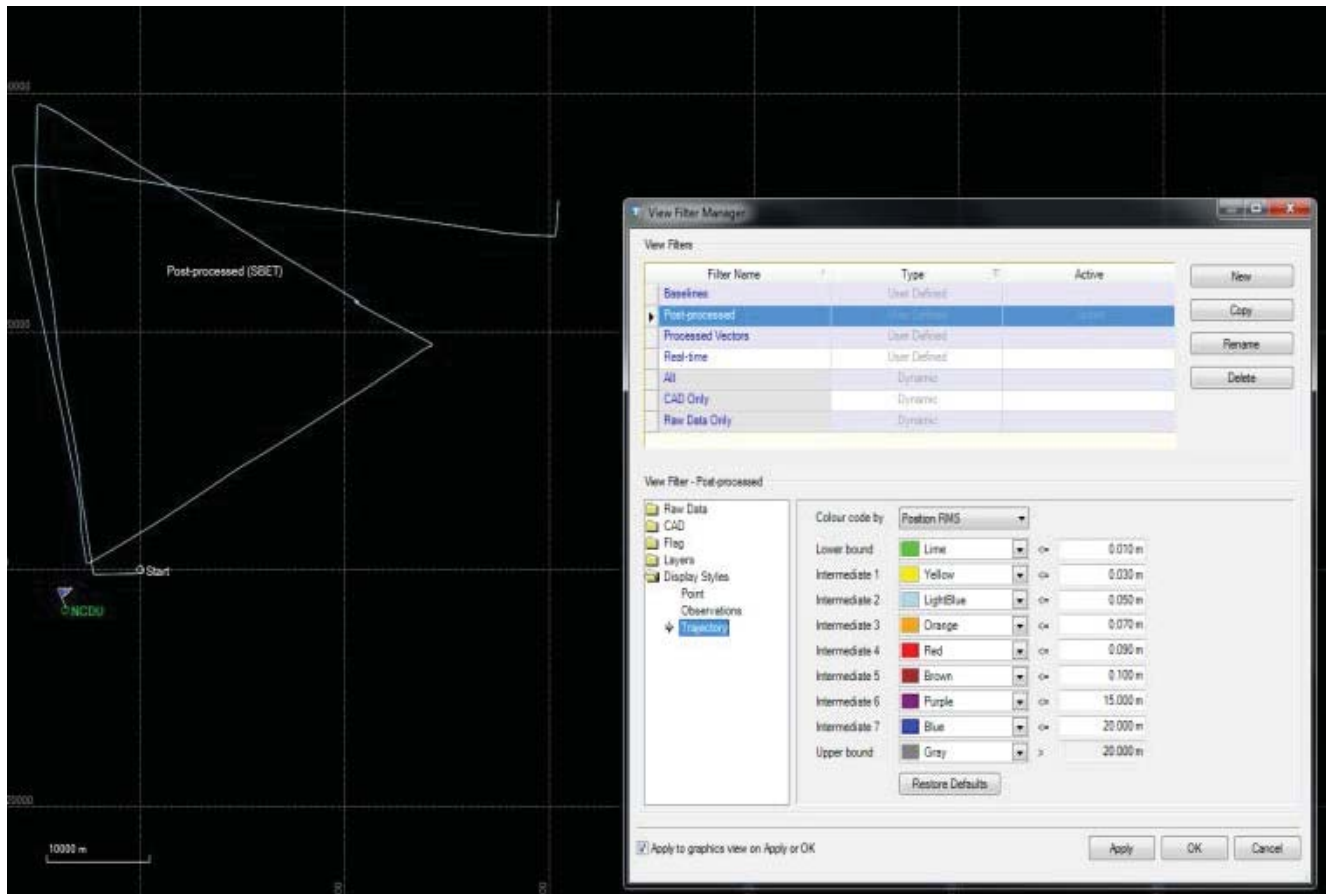 0000
Post-processed (SBET)
0000
Start
NCDU
20000
10000 m
00
00
View Filter Manager
View Filters
Filter Name Type Active
Baselines User Defined
Post-processed
Processed Vectors User Defined
Real-time User Defined
All Dynamic
CAD Only Dynamic
Raw Data Only Dynamic
New
Copy
Rename
Delete
View Filter - Post-processed
Raw Data
CAD
Flag
Layers
Display Styles
Point
Observations
Trajectory
Colour code by Position RMS
Lower bound Lime <= 0.010 m
Intermediate 1 Yellow <= 0.030 m
Intermediate 2 LightBlue <= 0.050 m
Intermediate 3 Orange <= 0.070 m
Intermediate 4 Red <= 0.090 m
Intermediate 5 Brown <= 0.100 m
Intermediate 6 Purple <= 15.000 m
Intermediate 7 Blue <= 20.000 m
Upper bound Gray > 20.000 m
Restore Defaults
Apply to graphics view on Apply or OK
Apply OK Cancel